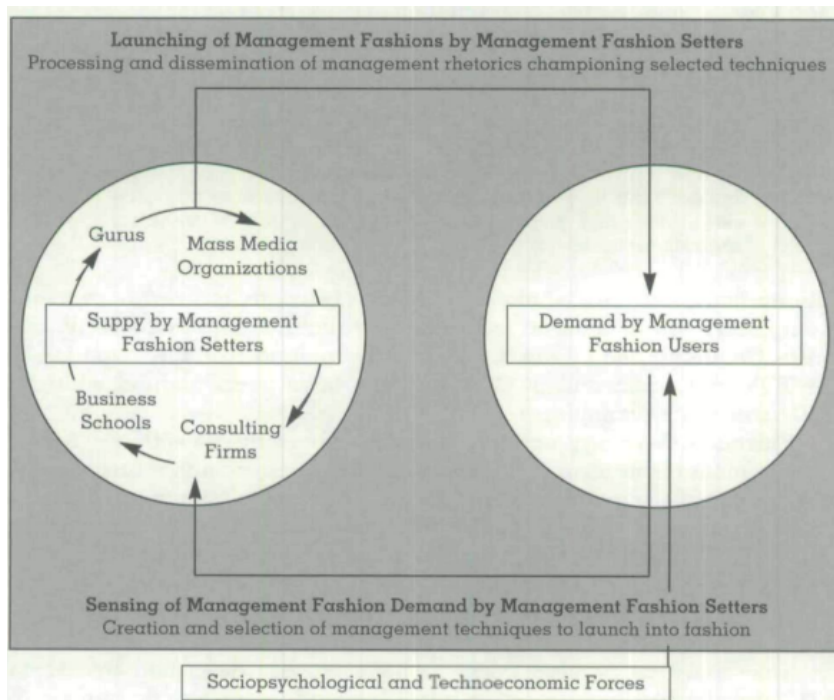 Launching of Management Fashions by Management Fashion Setters
Processing and dissemination of management rhetorics championing selected techniques
Gurus
Mass Media
Organizations
Suppy by Management
Fashion Setters
Business
Schools
Consulting
Firms
Demand by Management
Fashion Users
Sensing of Management Fashion Demand by Management Fashion Setters
Creation and selection of management techniques to launch into fashion
Sociopsychological and Technoeconomic Forces